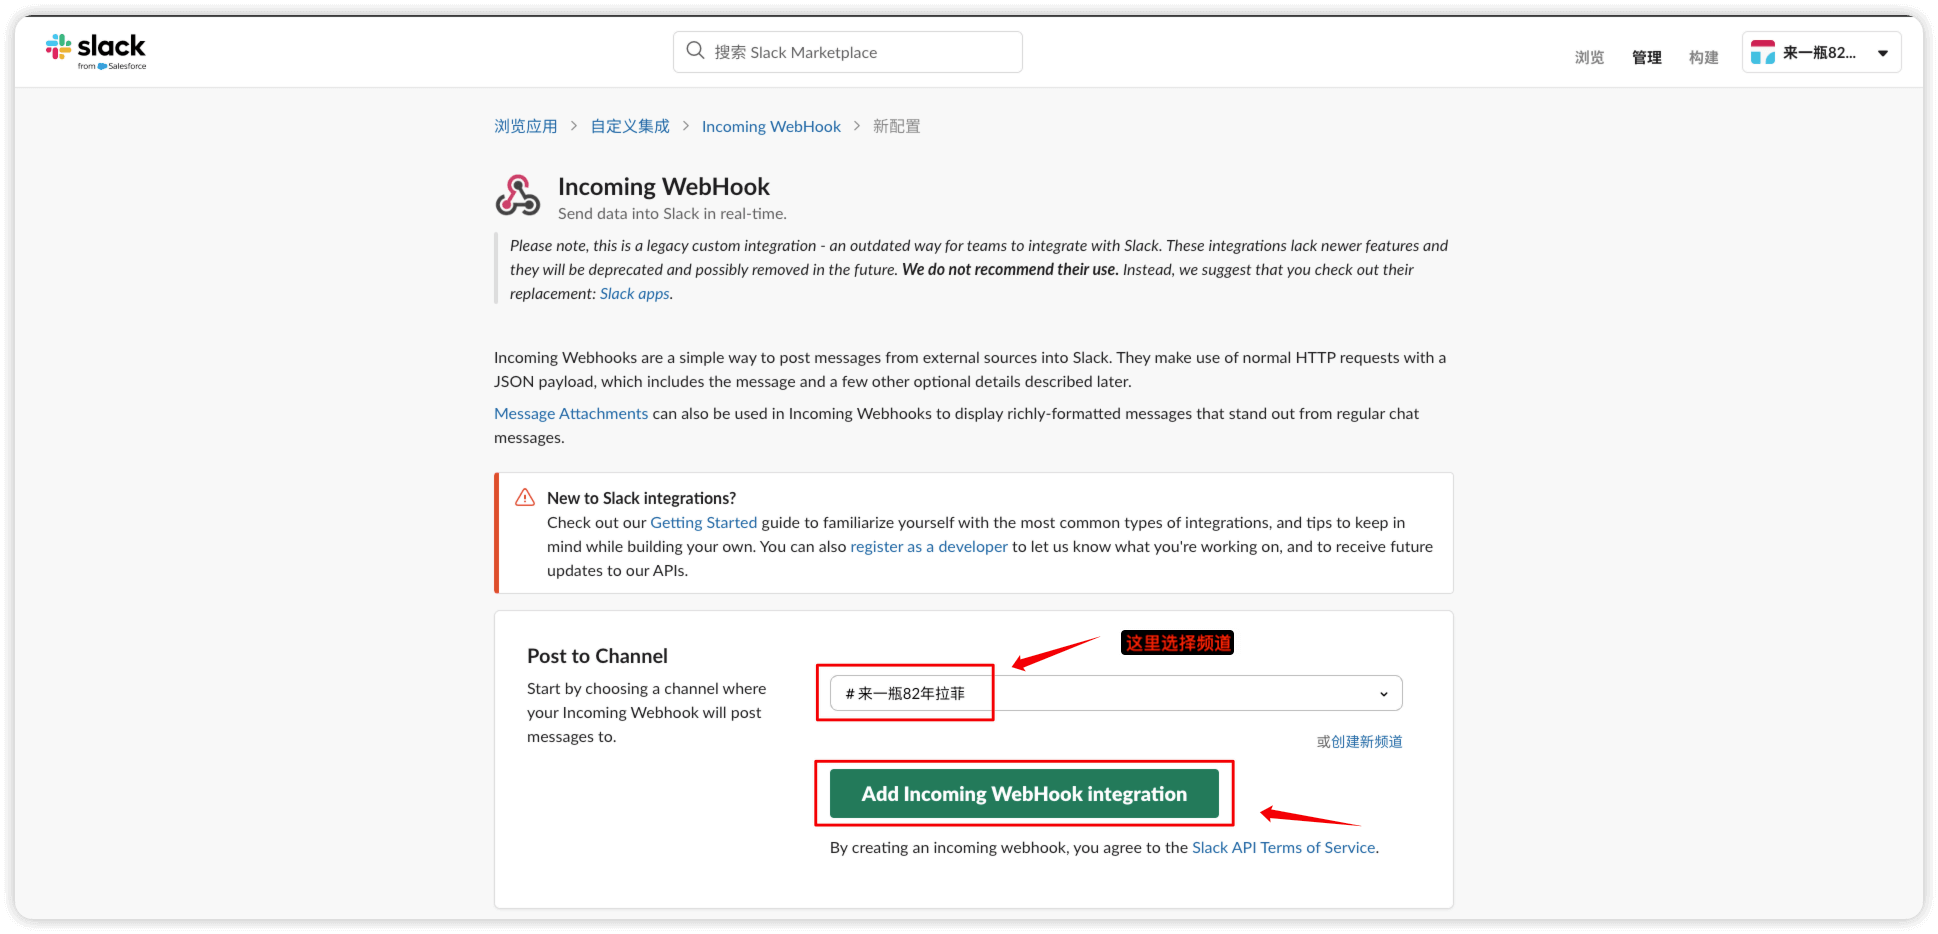 slack
from Salesforce
搜索 Slack Marketplace
浏览 管理 构建 来一瓶82...
浏览应用 > 自定义集成 > Incoming WebHook > 新配置
Incoming WebHook
Send data into Slack in real-time.
Please note, this is a legacy custom integration - an outdated way for teams to integrate with Slack. These integrations lack newer features and
they will be deprecated and possibly removed in the future. We do not recommend their use. Instead, we suggest that you check out their
replacement: Slack apps.
Incoming Webhooks are a simple way to post messages from external sources into Slack. They make use of normal HTTP requests with a
JSON payload, which includes the message and a few other optional details described later.
Message Attachments can also be used in Incoming Webhooks to display richly-formatted messages that stand out from regular chat
messages.
New to Slack integrations?
Check out our Getting Started guide to familiarize yourself with the most common types of integrations, and tips to keep in
mind while building your own. You can also register as a developer to let us know what you're working on, and to receive future
updates to our APIs.
Post to Channel
Start by choosing a channel where
your Incoming Webhook will post
messages to.
这里选择频道
# 来一瓶82年拉菲
或创建新频道
Add Incoming WebHook integration
By creating an incoming webhook, you agree to the Slack API Terms of Service.